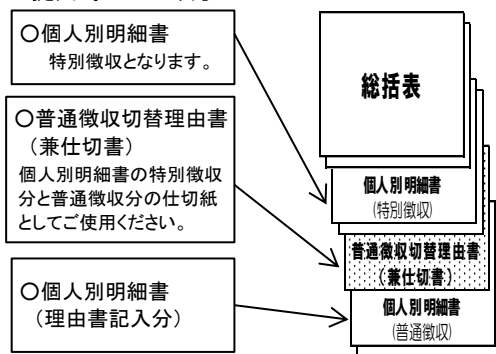 〇個人別明細書
特別徴収となります。
〇普通徴収切替理由書
（兼仕切書）
個人別明細書の特別徴収
分と普通徴収分の仕切紙
としてご使用ください。
〇個人別明細書
（理由書記入分）
総括表
個人別明細書
(特別徴収)
普通徴収切替理由書
（兼仕切書）
個人別明細書
(普通徴収)